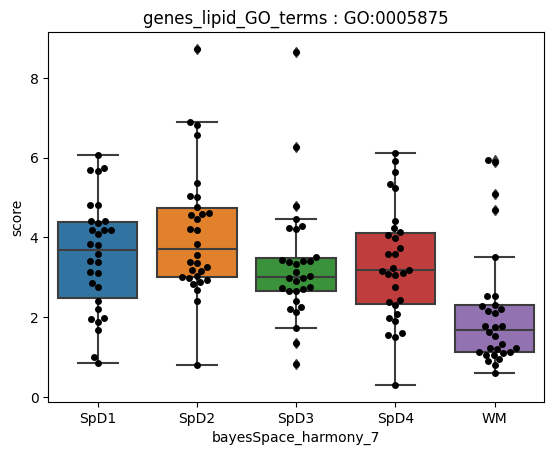 genes_lipid_GO_terms : GO:0005875
score
8
6
4
2
0
SpD1 SpD2 SpD3 SpD4 WM
bayesSpace_harmony_7